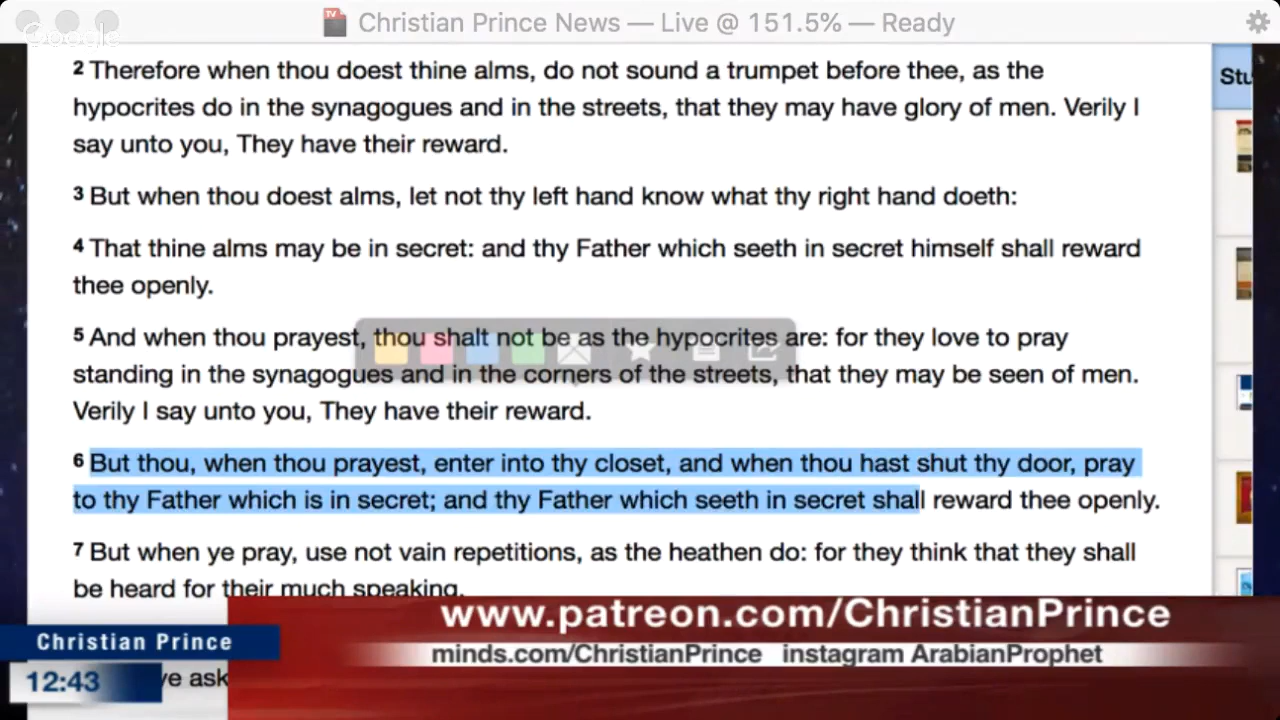 Christian Prince News — Live @ 151.5% — Ready
Google
2 Therefore when thou doest thine alms, do not sound a trumpet before thee, as the
hypocrites do in the synagogues and in the streets, that they may have glory of men. Verily I
say unto you, They have their reward.
3 But when thou doest alms, let not thy left hand know what thy right hand doeth:
4 That thine alms may be in secret: and thy Father which seeth in secret himself shall reward
thee openly.
5 And when thou prayest, thou shalt not be as the hypocrites are: for they love to pray
standing in the synagogues and in the corners of the streets, that they may be seen of men.
Verily I say unto you, They have their reward.
6 But thou, when thou prayest, enter into thy closet, and when thou hast shut thy door, pray
to thy Father which is in secret; and thy Father which seeth in secret shall reward thee openly.
7 But when ye pray, use not vain repetitions, as the heathen do: for they think that they shall
be heard for their much speaking.
ye ask
Stu
TV
www.patreon.com/ChristianPrince
minds.com/ChristianPrince instagram ArabianProphet
Christian Prince
12:43